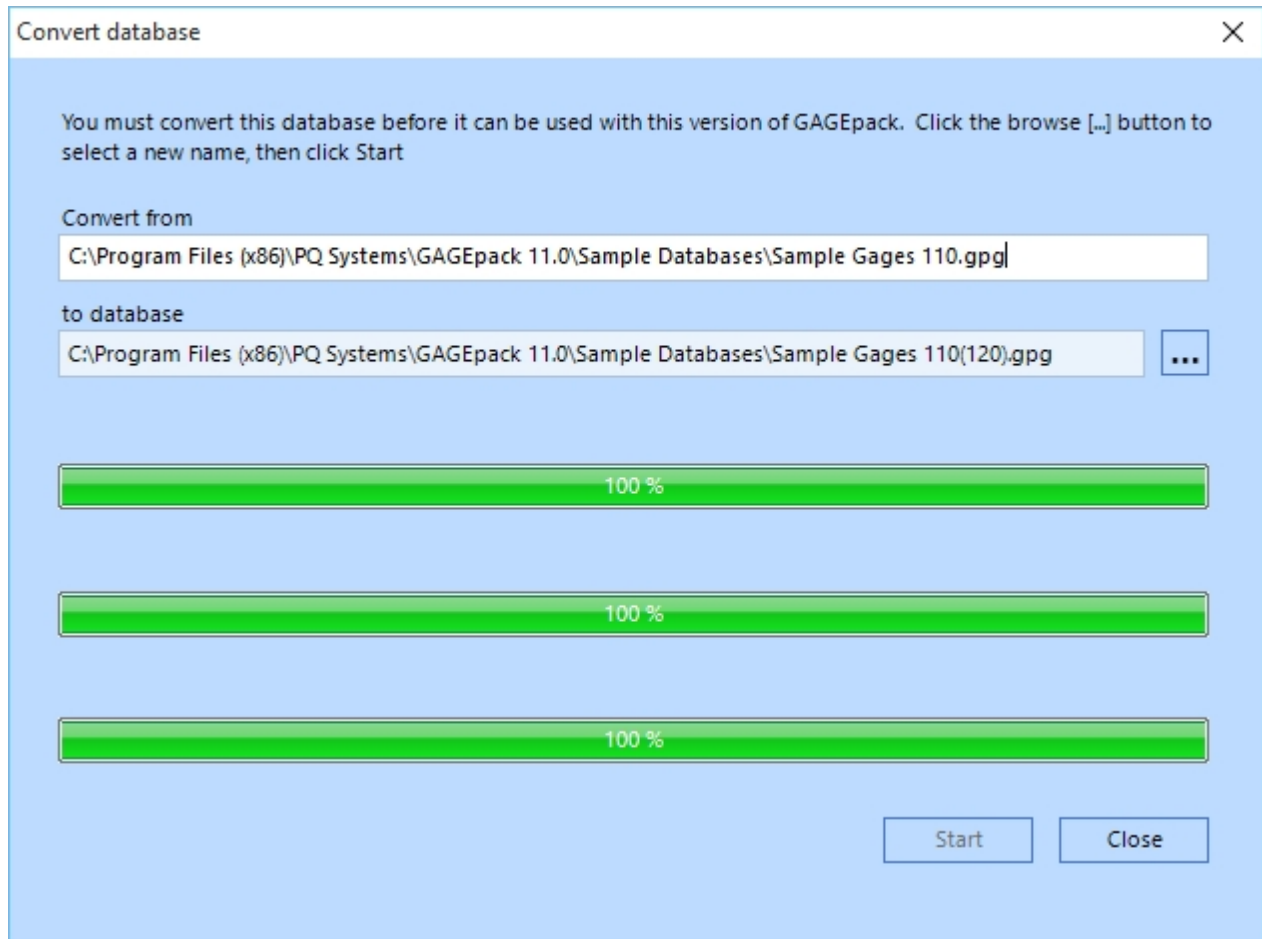 Convert database
You must convert this database before it can be used with this version of GAGEpack. Click the browse [...] button to
select a new name, then click Start
Convert from
C:\Program Files (x86)\PQ Systems\GAGEpack 11.0\Sample Databases\Sample Gages 110.gpg
to database
C:\Program Files (x86)\PQ Systems\GAGEpack 11.0\Sample Databases\Sample Gages 110(120).gpg
...
100 %
100 %
100 %
Start Close